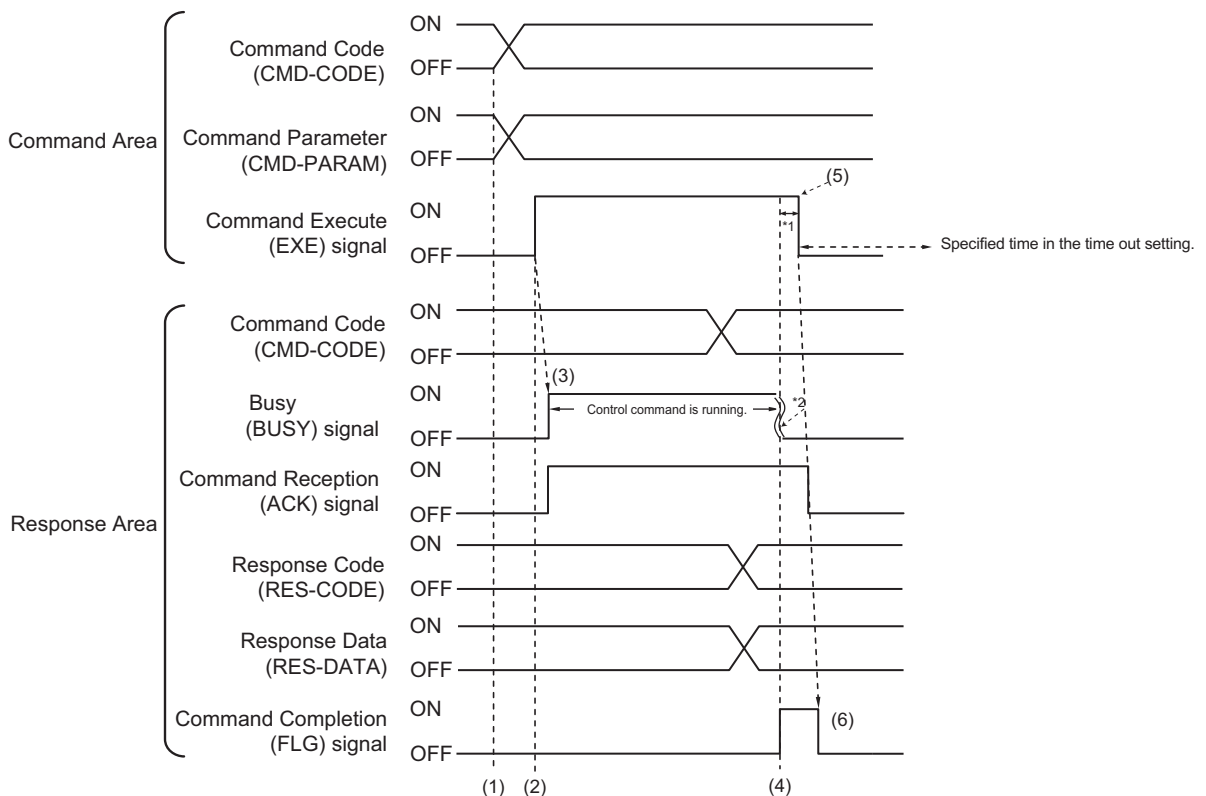 Command Area
Command Code
(CMD-CODE)
ON
OFF
Command Parameter
(CMD-PARAM)
ON
OFF
Command Execute
(EXE) signal
ON
OFF
(5)
*1
Specified time in the time out setting.
Response Area
Command Code
(CMD-CODE)
ON
OFF
Busy
(BUSY) signal
ON
OFF
(3)
Control command is running.
*2
Command Reception
(ACK) signal
ON
OFF
Response Code
(RES-CODE)
ON
OFF
Response Data
(RES-DATA)
ON
OFF
Command Completion
(FLG) signal
ON
OFF
(6)
(1)
(2)
(4)